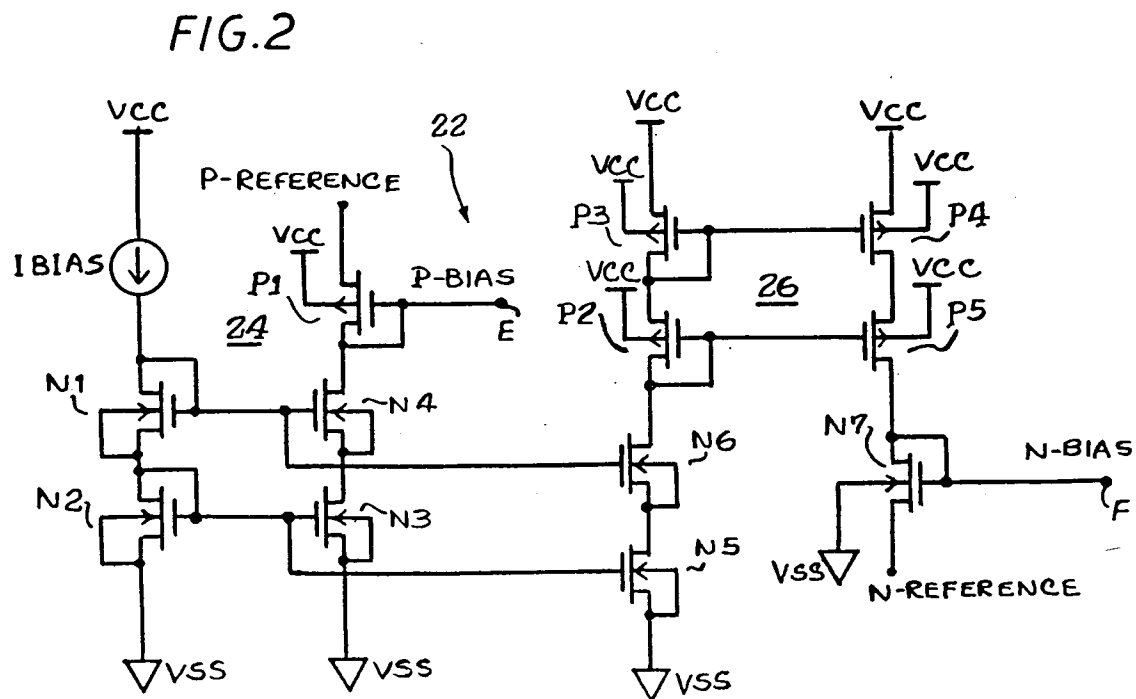 FIG.2
VCC
22
VCC
VCC
P-REFERENCE
VCC
VCC
IBIAS
VCC
P1
P-BIAS
E
24
P3
P4
VCC
26
VCC
P2
P5
N1
N4
N6
N7
N-BIAS
F
N2
N3
N5
VSS
N-REFERENCE
VSS
VSS
VSS